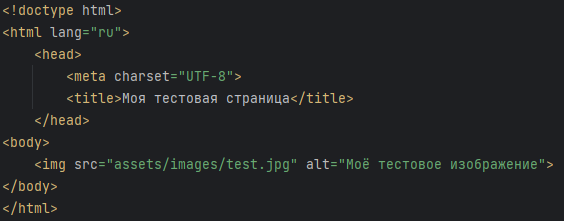 <!doctype html>
<html lang="ru">
    <head>
        <meta charset="UTF-8">
        <title>Моя тестовая страница</title>
    </head>
<body>
    <img src="assets/images/test.jpg" alt="Моё тестовое изображение">
</body>
</html>